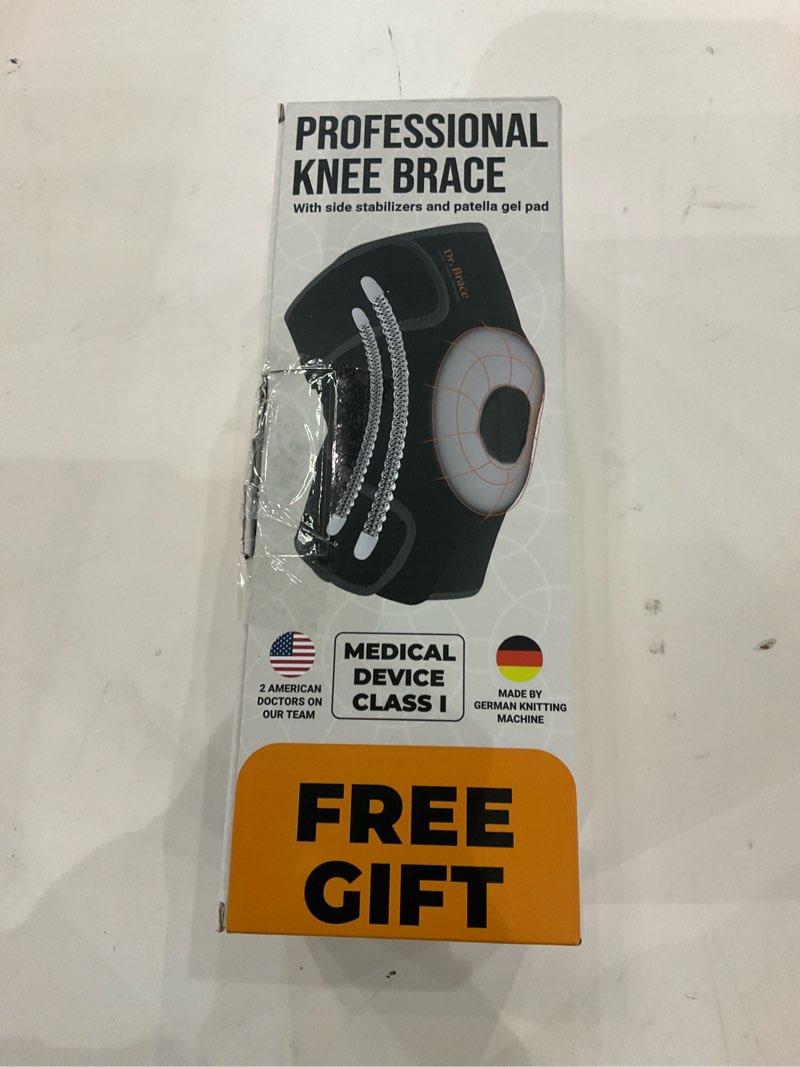 PROFESSIONAL
KNEE BRACE
With side stabilizers and patella gel pad
Dr. Brace
2 AMERICAN
DOCTORS ON
OUR TEAM
MEDICAL
DEVICE
CLASS I
MADE BY
GERMAN KNITTING
MACHINE
FREE
GIFT